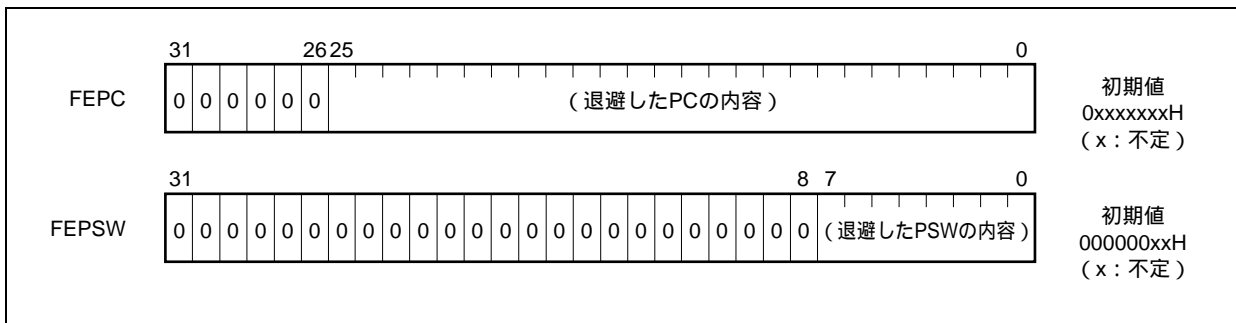 31 26 25 0
FEPC 0 0 0 0 0 0 （退避したPCの内容） 初期値
0xxxxxxxH
（x：不定）
31 8 7 0
FEPSW 0 0 0 0 0 0 0 0 0 0 0 0 0 0 0 0 0 0 0 0 0 0 0 0 （退避したPSWの内容） 初期値
000000xxH
（x：不定）